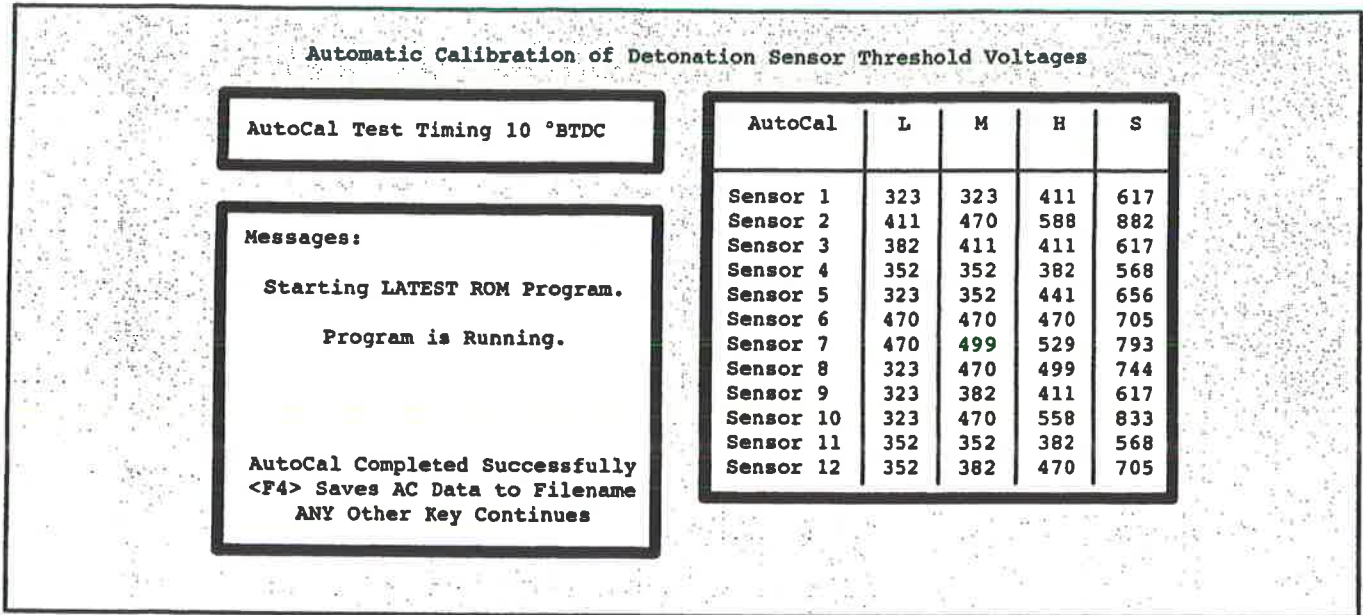 Automatic Calibration of Detonation Sensor Threshold Voltages
AutoCal Test Timing 10 °BTDC
Messages:
Starting LATEST ROM Program.
Program is Running.
AutoCal Completed Successfully
<F4> Saves AC Data to Filename
ANY Other Key Continues
AutoCal L M H S
Sensor 1 323 323 411 617
Sensor 2 411 470 588 882
Sensor 3 382 411 411 617
Sensor 4 352 352 382 568
Sensor 5 323 352 441 656
Sensor 6 470 470 470 705
Sensor 7 470 499 529 793
Sensor 8 323 470 499 744
Sensor 9 323 382 411 617
Sensor 10 323 470 558 833
Sensor 11 352 352 382 568
Sensor 12 352 382 470 705